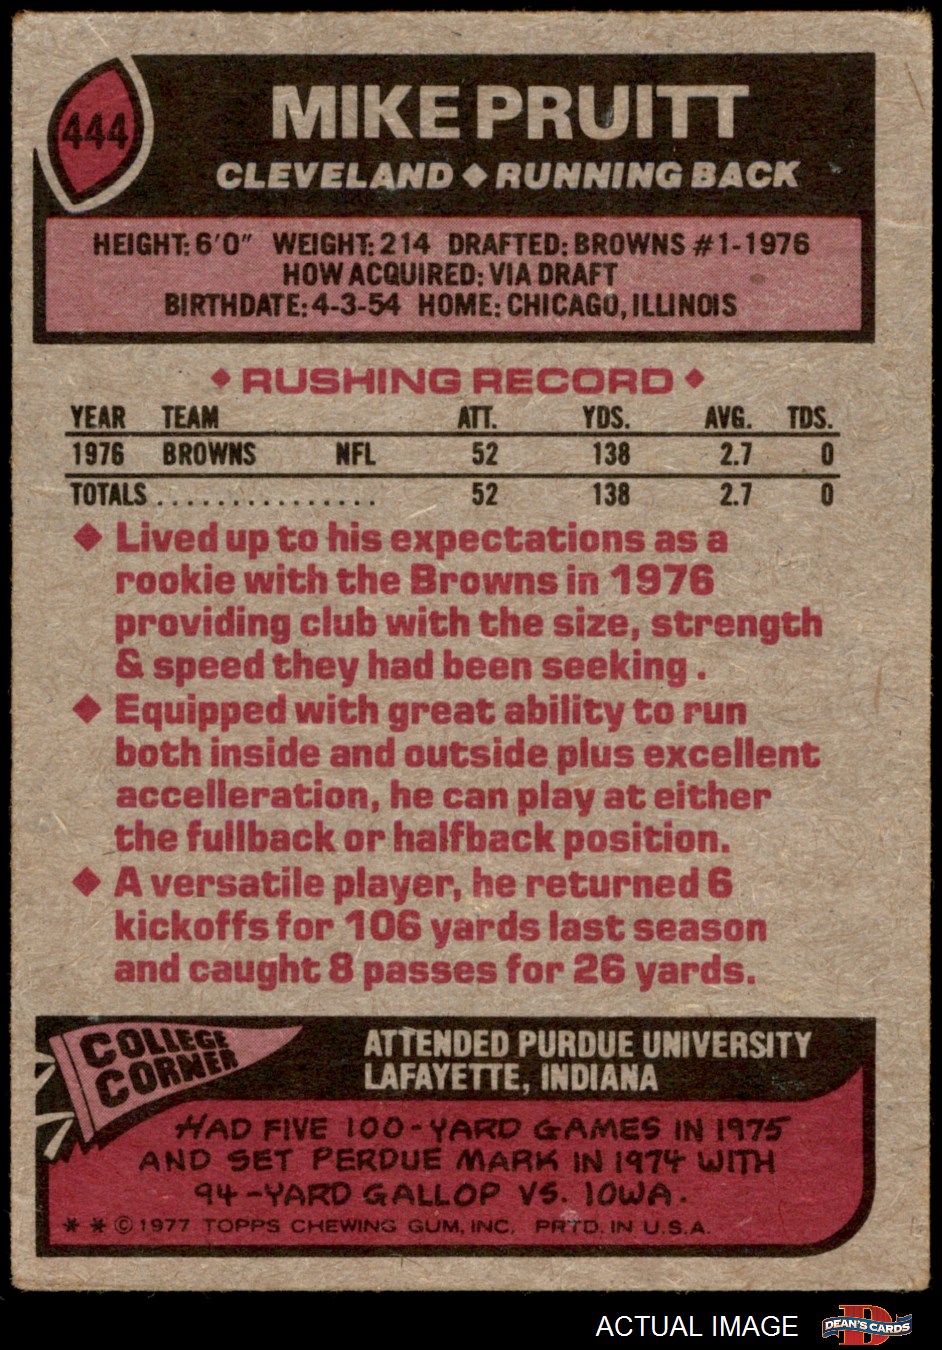 444
MIKE PRUITT
CLEVELAND ◆ RUNNING BACK
HEIGHT: 6'0" WEIGHT: 214 DRAFTED: BROWNS #1-1976
HOW ACQUIRED: VIA DRAFT
BIRTHDATE: 4-3-54 HOME: CHICAGO, ILLINOIS
◆ RUSHING RECORD ◆
YEAR TEAM ATT. YDS. AVG. TDS.
1976 BROWNS NFL 52 138 2.7 0
TOTALS ............... 52 138 2.7 0
◆ Lived up to his expectations as a
rookie with the Browns in 1976
providing club with the size, strength
& speed they had been seeking .
◆ Equipped with great ability to run
both inside and outside plus excellent
accelleration, he can play at either
the fullback or halfback position.
◆ A versatile player, he returned 6
kickoffs for 106 yards last season
and caught 8 passes for 26 yards.
COLLEGE
CORNER
ATTENDED PURDUE UNIVERSITY
LAFAYETTE, INDIANA
HAD FIVE 100-YARD GAMES IN 1975
AND SET PERDUE MARK IN 1974 WITH
94-YARD GALLOP VS. IOWA.
* * © 1977 TOPPS CHEWING GUM, INC. PRTD. IN U.S.A.
ACTUAL IMAGE
D
DEAN'S CARDS